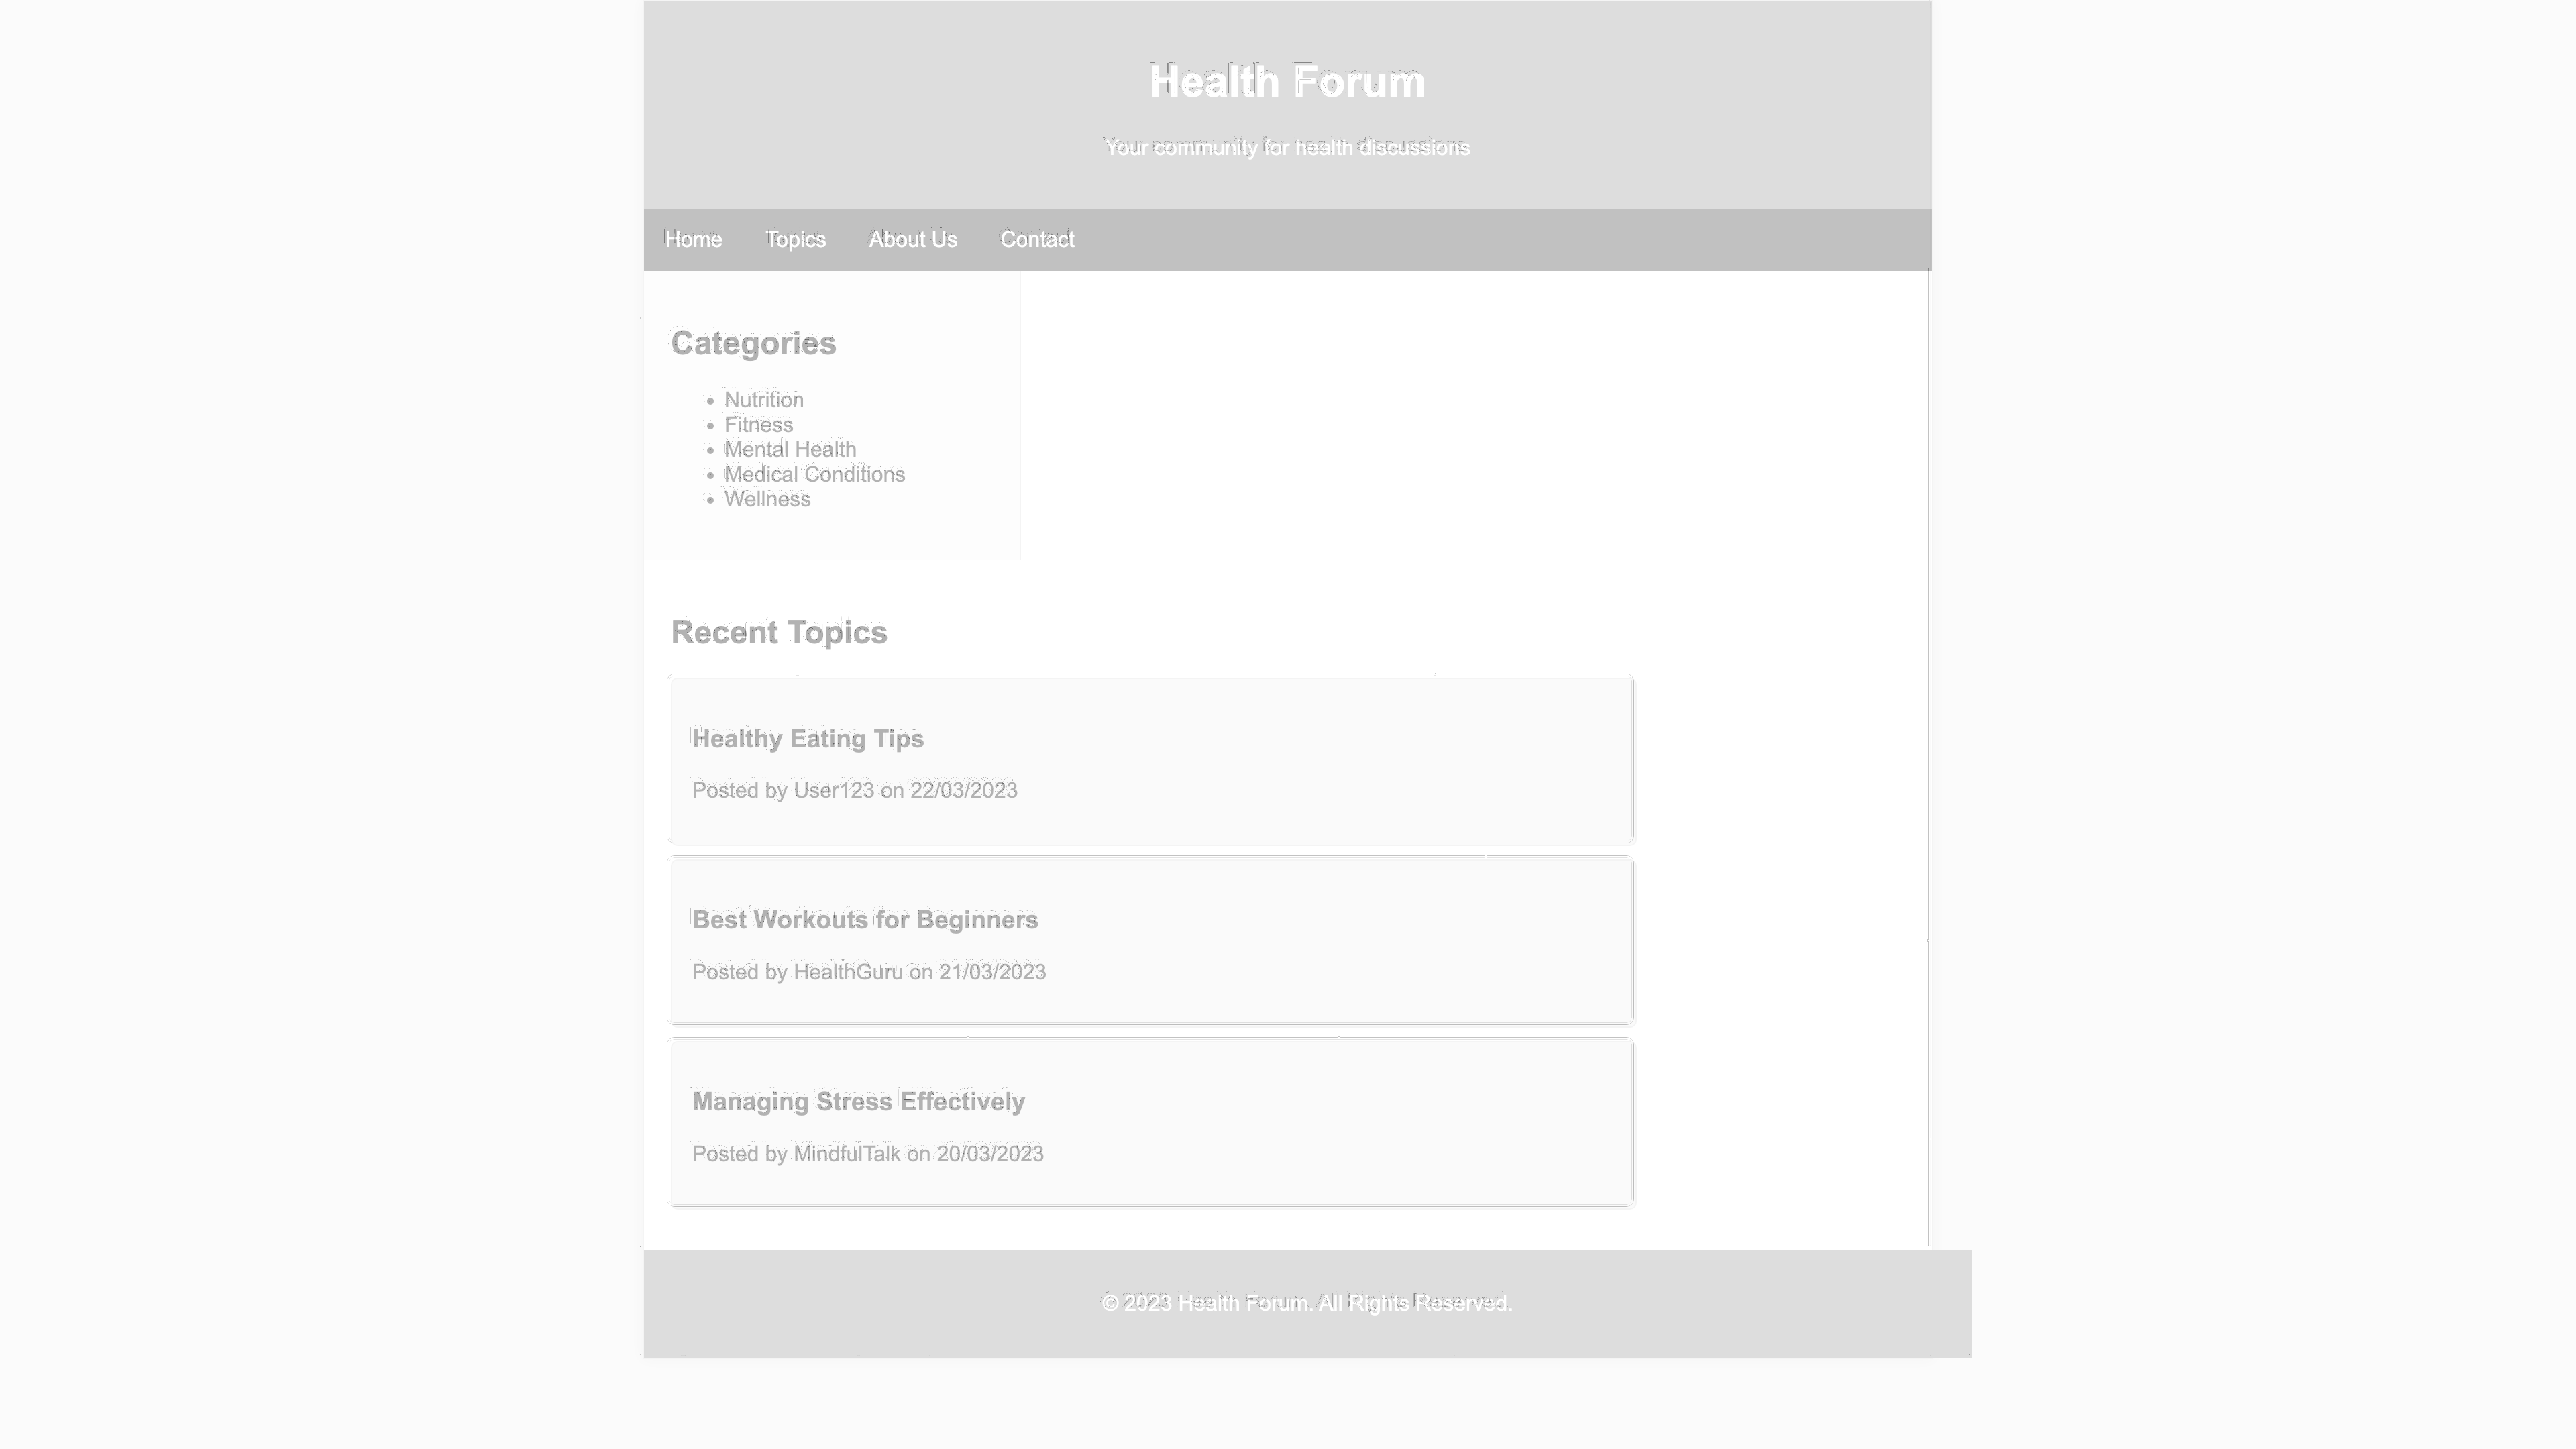 Health Forum
Your community for health discussions
Home Topics About Us Contact
Categories
Nutrition
Fitness
Mental Health
Medical Conditions
Wellness
Recent Topics
Healthy Eating Tips
Posted by User123 on 22/03/2023
Best Workouts for Beginners
Posted by HealthGuru on 21/03/2023
Managing Stress Effectively
Posted by MindfulTalk on 20/03/2023
© 2023 Health Forum. All Rights Reserved.